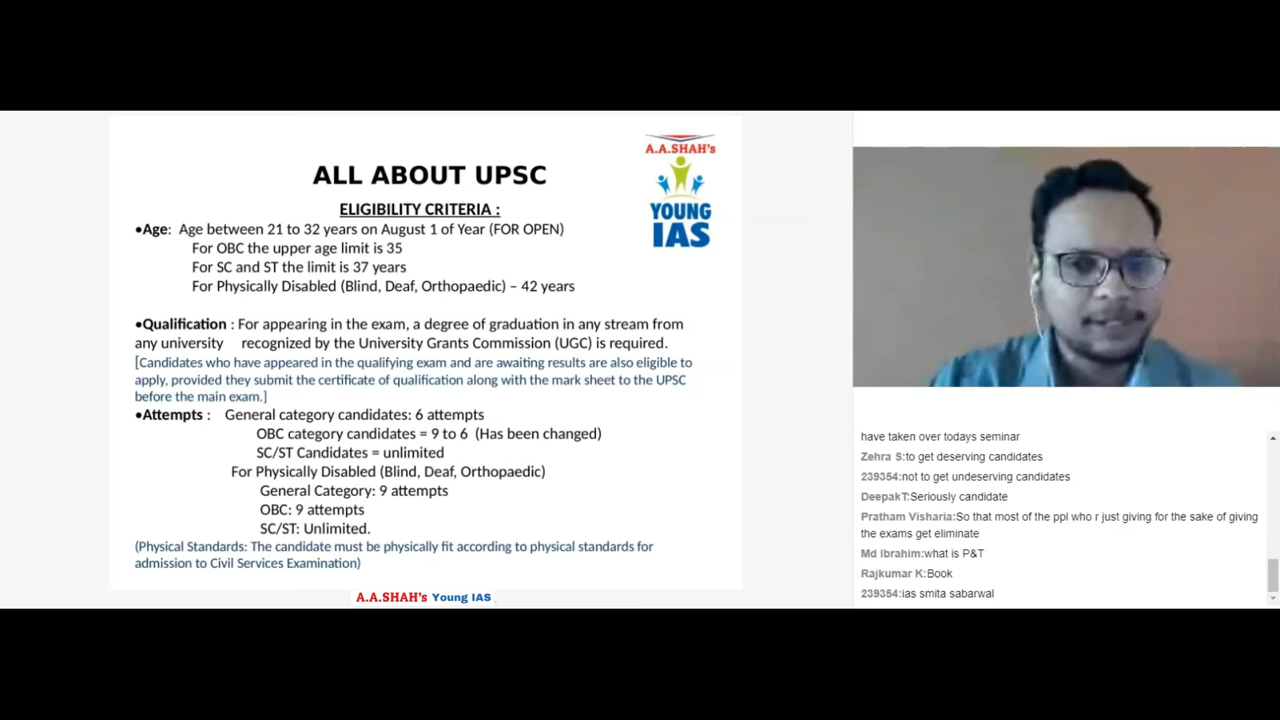 A.A.SHAH's
YOUNG
IAS
ALL ABOUT UPSC
ELIGIBILITY CRITERIA :
•Age:  Age between 21 to 32 years on August 1 of Year (FOR OPEN)
For OBC the upper age limit is 35
For SC and ST the limit is 37 years
For Physically Disabled (Blind, Deaf, Orthopaedic) – 42 years
•Qualification : For appearing in the exam, a degree of graduation in any stream from
any university recognized by the University Grants Commission (UGC) is required.
[Candidates who have appeared in the qualifying exam and are awaiting results are also eligible to
apply, provided they submit the certificate of qualification along with the mark sheet to the UPSC
before the main exam.]
•Attempts : General category candidates: 6 attempts
OBC category candidates = 9 to 6 (Has been changed)
SC/ST Candidates = unlimited
For Physically Disabled (Blind, Deaf, Orthopaedic)
General Category: 9 attempts
OBC: 9 attempts
SC/ST: Unlimited.
(Physical Standards: The candidate must be physically fit according to physical standards for
admission to Civil Services Examination)
A.A.SHAH's Young IAS
have taken over todays seminar
Zehra S:to get deserving candidates
239354:not to get undeserving candidates
DeepakT:Seriously candidate
Pratham Visharia:So that most of the ppl who r just giving for the sake of giving
the exams get eliminate
Md Ibrahim:what is P&T
Rajkumar K:Book
239354:ias smita sabarwal